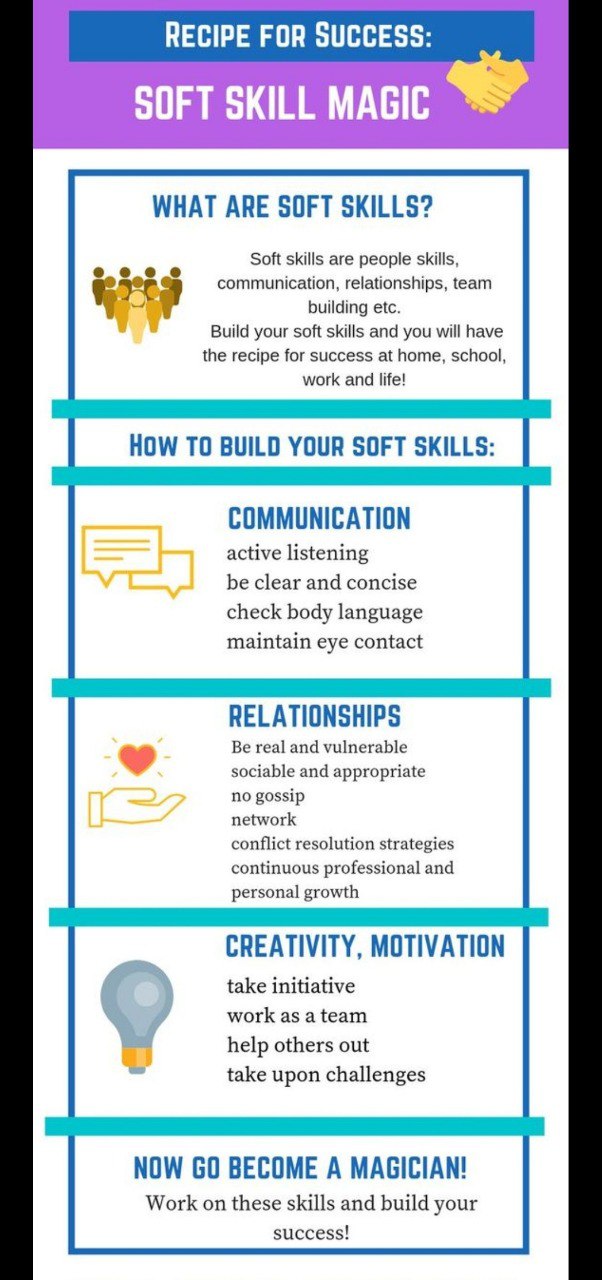 RECIPE FOR SUCCESS:
SOFT SKILL MAGIC
WHAT ARE SOFT SKILLS?
Soft skills are people skills,
communication, relationships, team
building etc.
Build your soft skills and you will have
the recipe for success at home, school,
work and life!
HOW TO BUILD YOUR SOFT SKILLS:
COMMUNICATION
active listening
be clear and concise
check body language
maintain eye contact
RELATIONSHIPS
Be real and vulnerable
sociable and appropriate
no gossip
network
conflict resolution strategies
continuous professional and
personal growth
CREATIVITY, MOTIVATION
take initiative
work as a team
help others out
take upon challenges
NOW GO BECOME A MAGICIAN!
Work on these skills and build your
success!